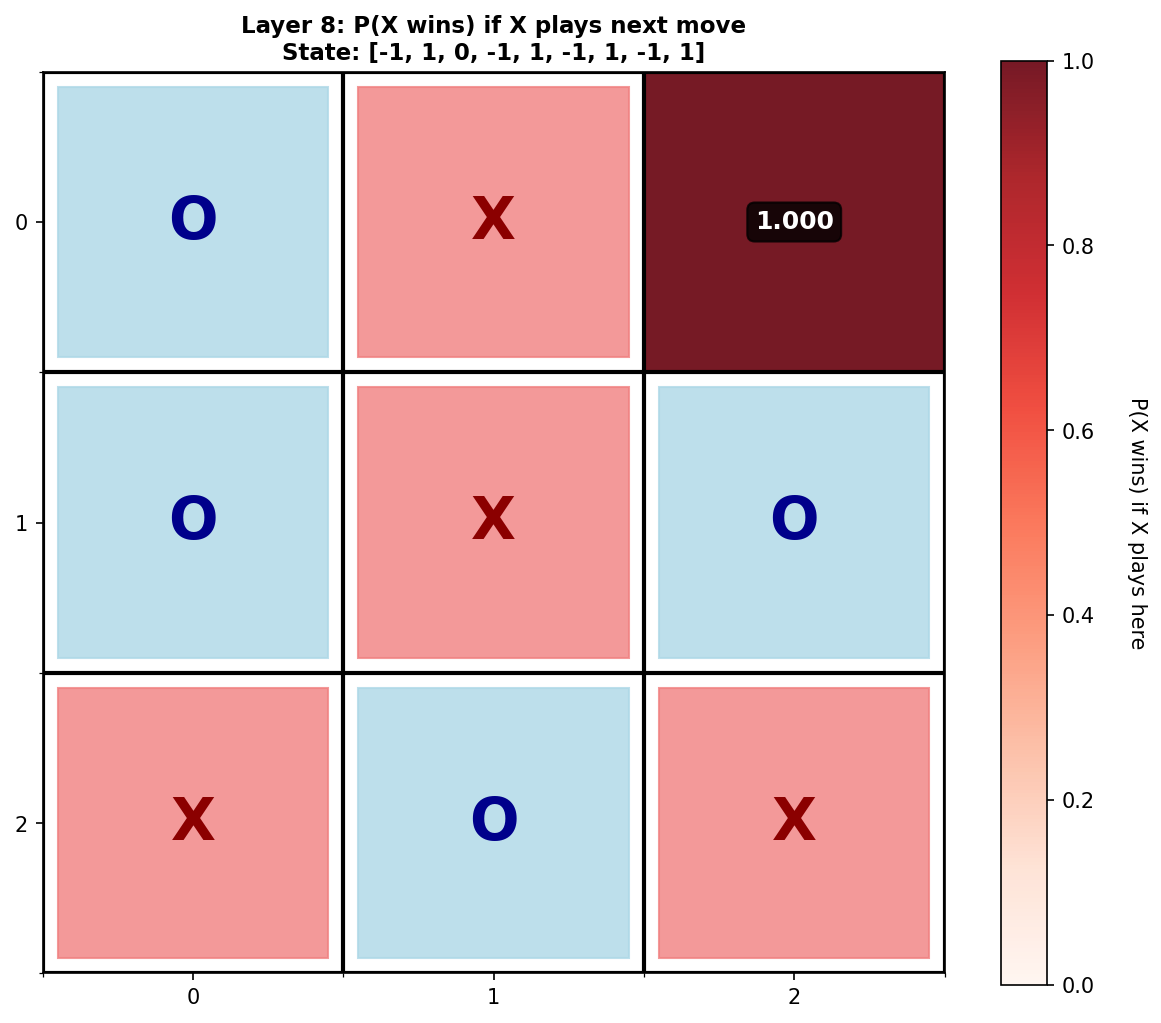 Layer 8: P(X wins) if X plays next move
State: [-1, 1, 0, -1, 1, -1, 1, -1, 1]
0
O
X
1.000
1
O
X
O
2
X
O
X
0
1
2
1.0
0.8
0.6
0.4
0.2
0.0
P(X wins) if X plays here